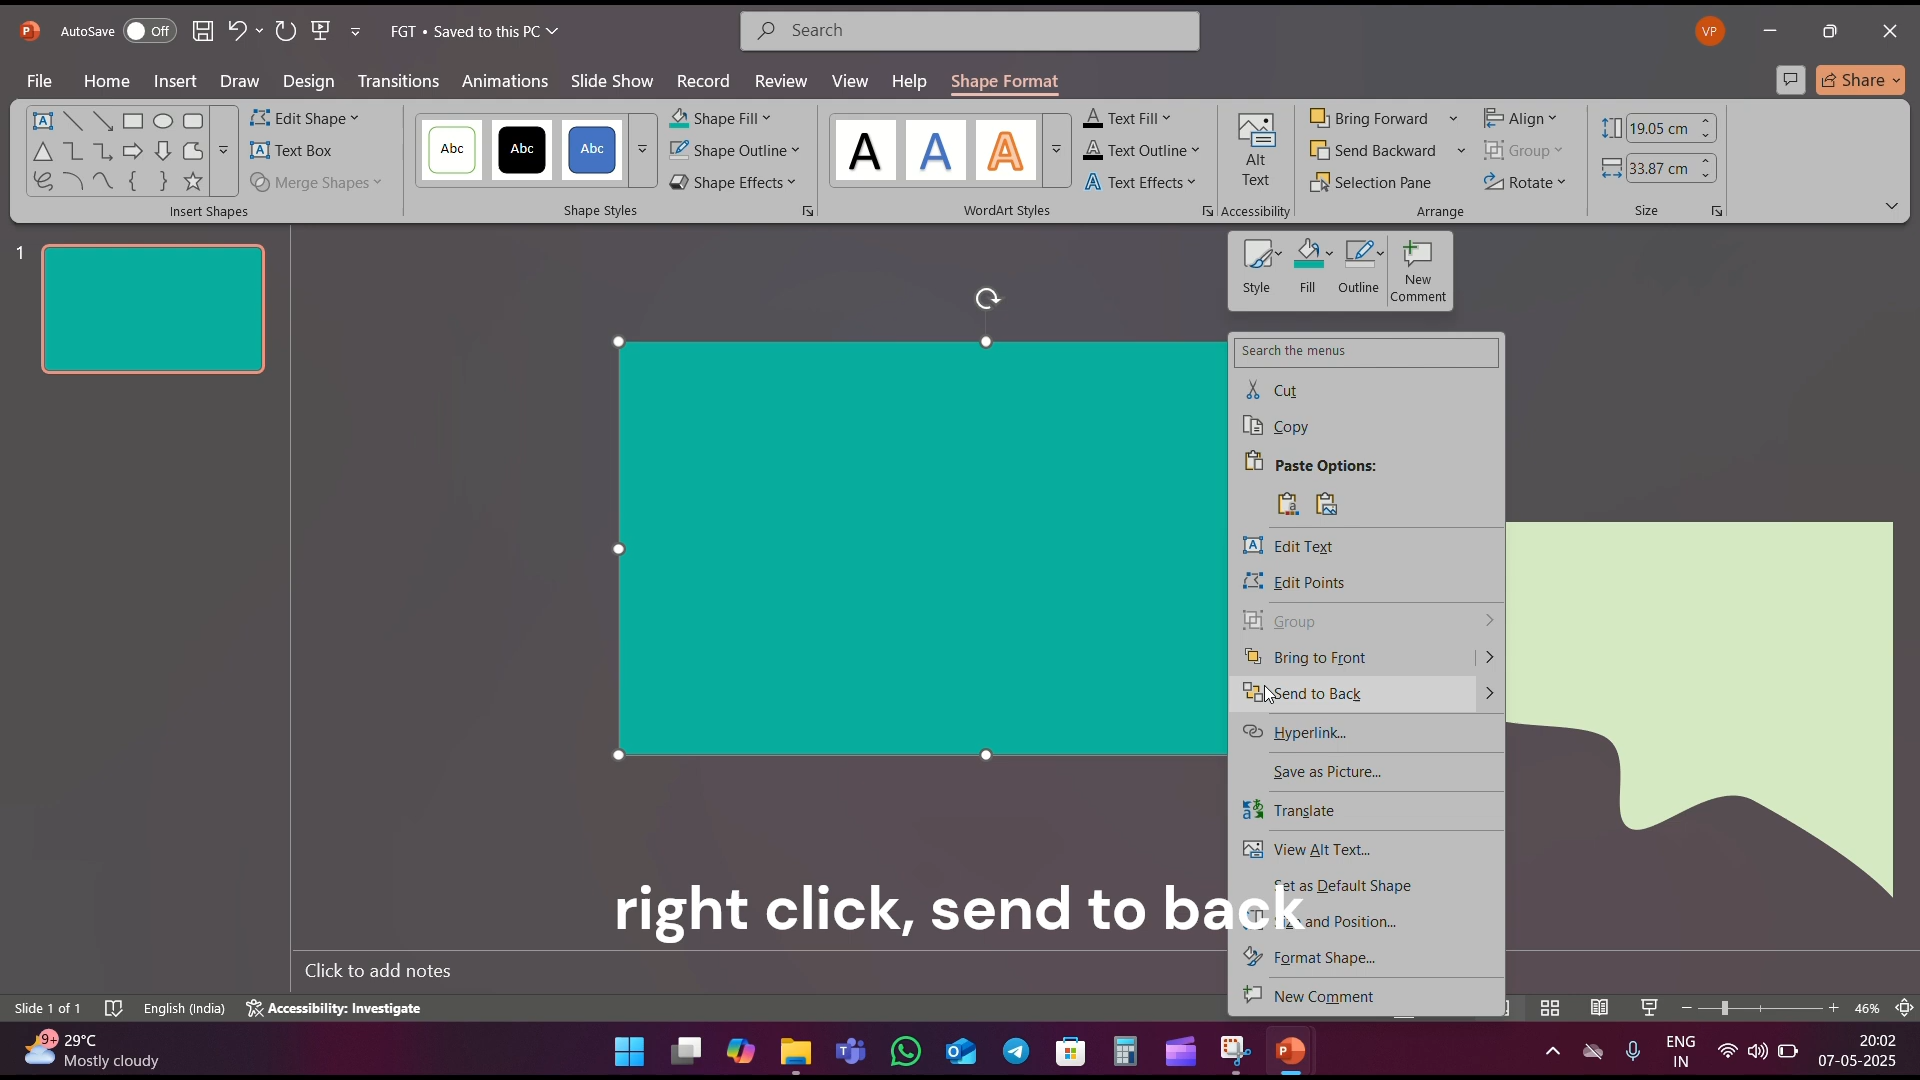 AutoSave Off FGT • Saved to this PC Search VP
File Home Insert Draw Design Transitions Animations Slide Show Record Review View Help Shape Format Share
A Edit Shape Abc Abc Abc Shape Fill A A A Text Fill Bring Forward Align 19.05 cm
Text Box Shape Outline Text Outline Alt Text Send Backward Group
Merge Shapes Shape Effects Text Effects Selection Pane Rotate 33.87 cm
Insert Shapes Shape Styles WordArt Styles Accessibility Arrange Size
1
Style Fill Outline New Comment
Search the menus
Cut
Copy
Paste Options:
Edit Text
Edit Points
Group
Bring to Front
Send to Back
Hyperlink...
Save as Picture...
Translate
View Alt Text...
Set as Default Shape
right click, send to back
Size and Position...
Format Shape...
New Comment
Click to add notes
Slide 1 of 1 English (India) Accessibility: Investigate 46%
9+ 29°C
Mostly cloudy
ENG
IN
20:02
07-05-2025